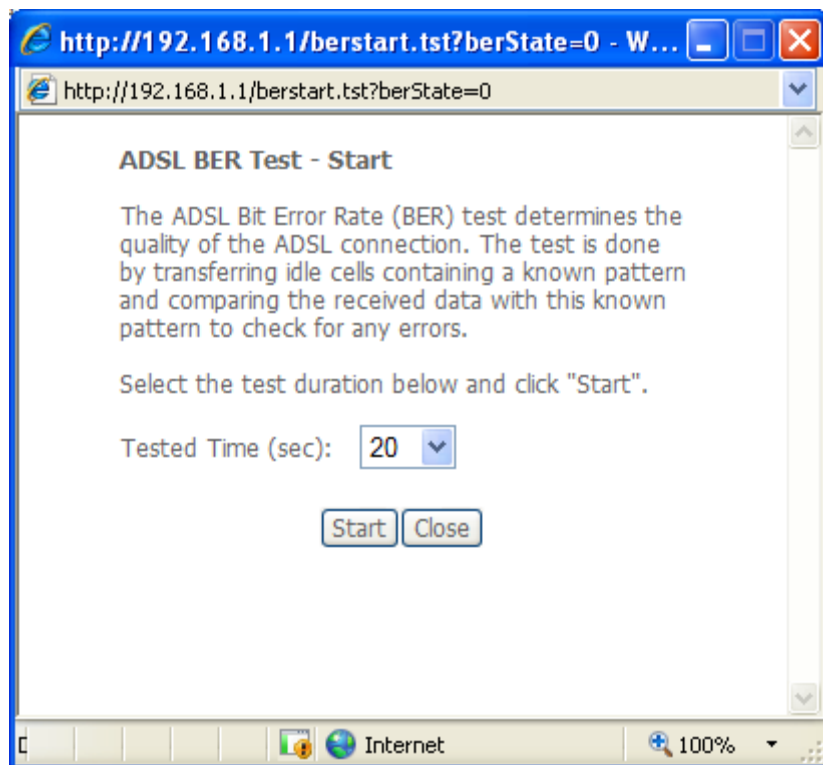 http://192.168.1.1/berstart.tst?berState=0 - W...
http://192.168.1.1/berstart.tst?berState=0
ADSL BER Test - Start
The ADSL Bit Error Rate (BER) test determines the
quality of the ADSL connection. The test is done
by transferring idle cells containing a known pattern
and comparing the received data with this known
pattern to check for any errors.
Select the test duration below and click "Start".
Tested Time (sec): 20
Start Close
Internet 100%